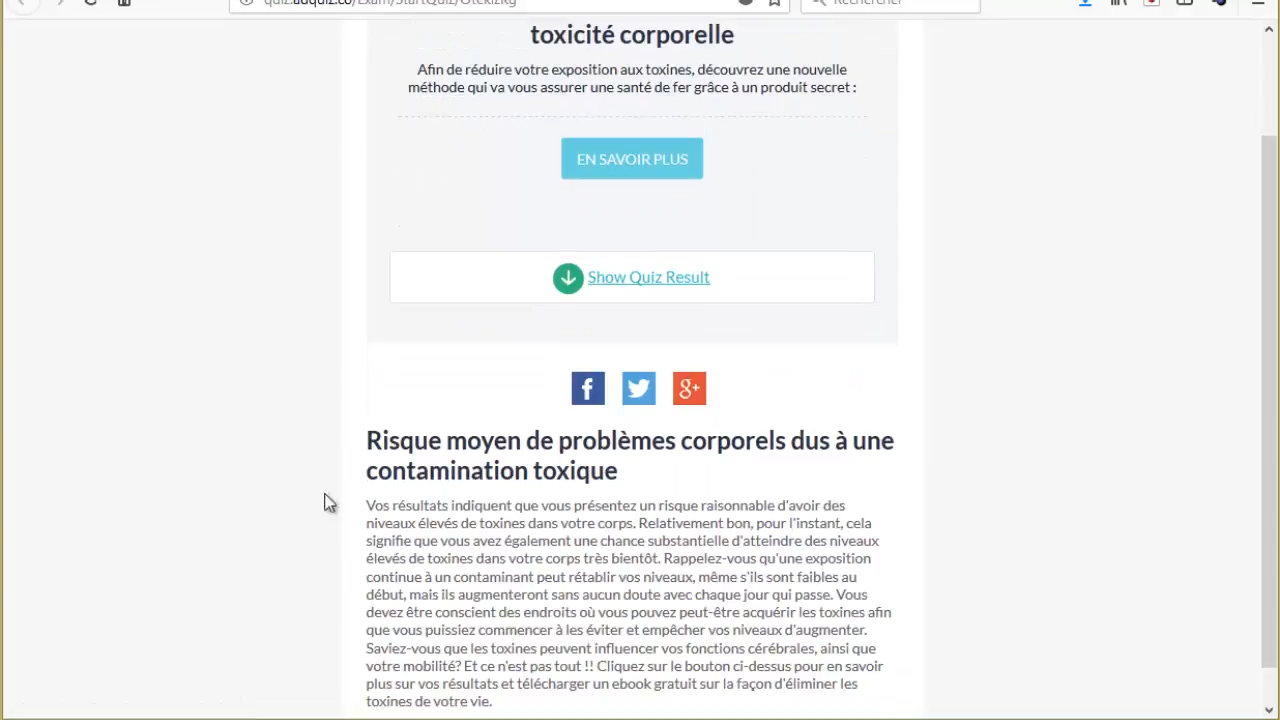 quiz.adquiz.co/Exam/StartQuiz/
Rechercher
toxicité corporelle
Afin de réduire votre exposition aux toxines, découvrez une nouvelle
méthode qui va vous assurer une santé de fer grâce à un produit secret :
EN SAVOIR PLUS
Show Quiz Result
f
g+
Risque moyen de problèmes corporels dus à une
contamination toxique
Vos résultats indiquent que vous présentez un risque raisonnable d'avoir des
niveaux élevés de toxines dans votre corps. Relativement bon, pour l'instant, cela
signifie que vous avez également une chance substantielle d'atteindre des niveaux
élevés de toxines dans votre corps très bientôt. Rappelez-vous qu'une exposition
continue à un contaminant peut rétablir vos niveaux, même s'ils sont faibles au
début, mais ils augmenteront sans aucun doute avec chaque jour qui passe. Vous
devez être conscient des endroits où vous pouvez peut-être acquérir les toxines afin
que vous puissiez commencer à les éviter et empêcher vos niveaux d'augmenter.
Saviez-vous que les toxines peuvent influencer vos fonctions cérébrales, ainsi que
votre mobilité? Et ce n'est pas tout !! Cliquez sur le bouton ci-dessus pour en savoir
plus sur vos résultats et télécharger un ebook gratuit sur la façon d'éliminer les
toxines de votre vie.